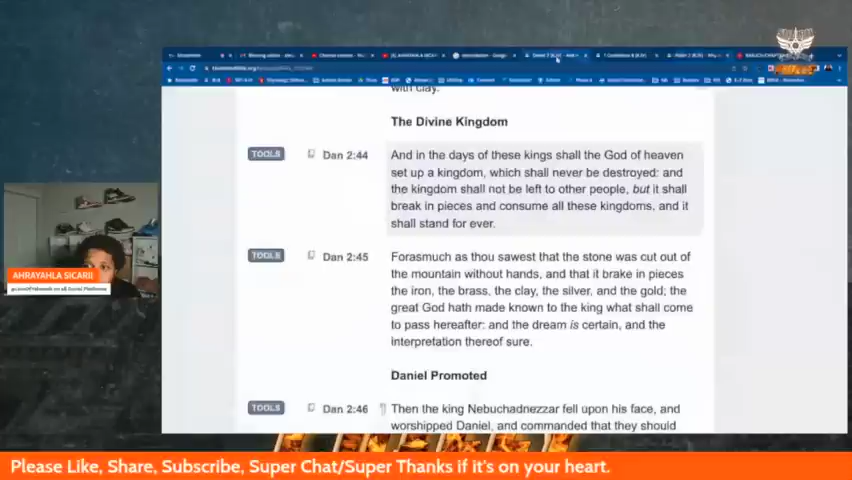 with clay.
The Divine Kingdom
TOOLS Dan 2:44 And in the days of these kings shall the God of heaven
set up a kingdom, which shall never be destroyed: and
the kingdom shall not be left to other people, but it shall
break in pieces and consume all these kingdoms, and it
shall stand for ever.
TOOLS Dan 2:45 Forasmuch as thou sawest that the stone was cut out of
the mountain without hands, and that it brake in pieces
the iron, the brass, the clay, the silver, and the gold; the
great God hath made known to the king what shall come
to pass hereafter: and the dream is certain, and the
interpretation thereof sure.
Daniel Promoted
TOOLS Dan 2:46 ¶ Then the king Nebuchadnezzar fell upon his face, and
worshipped Daniel, and commanded that they should
AHRAYAHLA SICARII
Please Like, Share, Subscribe, Super Chat/Super Thanks if it's on your heart.